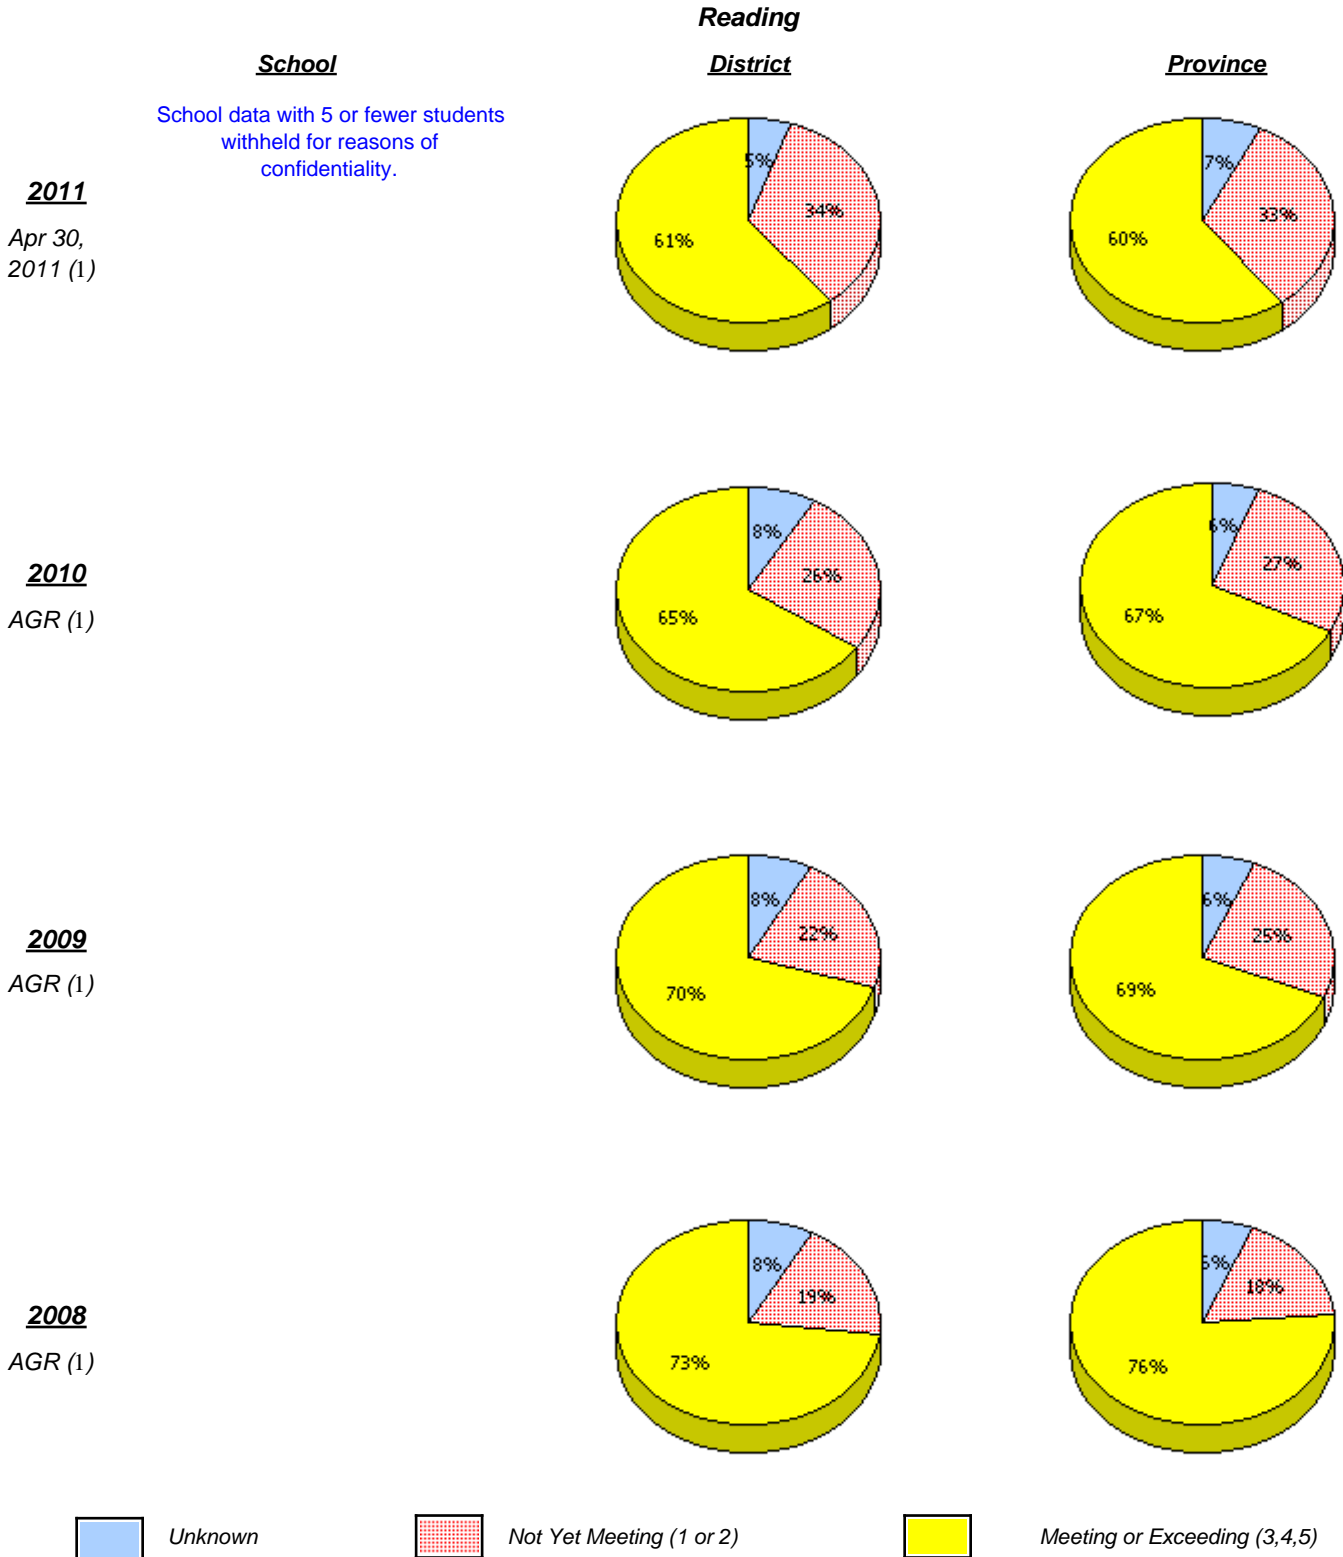 Reading
School
District
Province
School data with 5 or fewer students
withheld for reasons of
confidentiality.
2011
Apr 30,
2011 (1)
5%
34%
61%
7%
33%
60%
2010
AGR (1)
8%
26%
65%
6%
27%
67%
2009
AGR (1)
8%
22%
70%
6%
25%
69%
2008
AGR (1)
8%
19%
73%
18%
76%
Unknown
Not Yet Meeting (1 or 2)
Meeting or Exceeding (3,4,5)